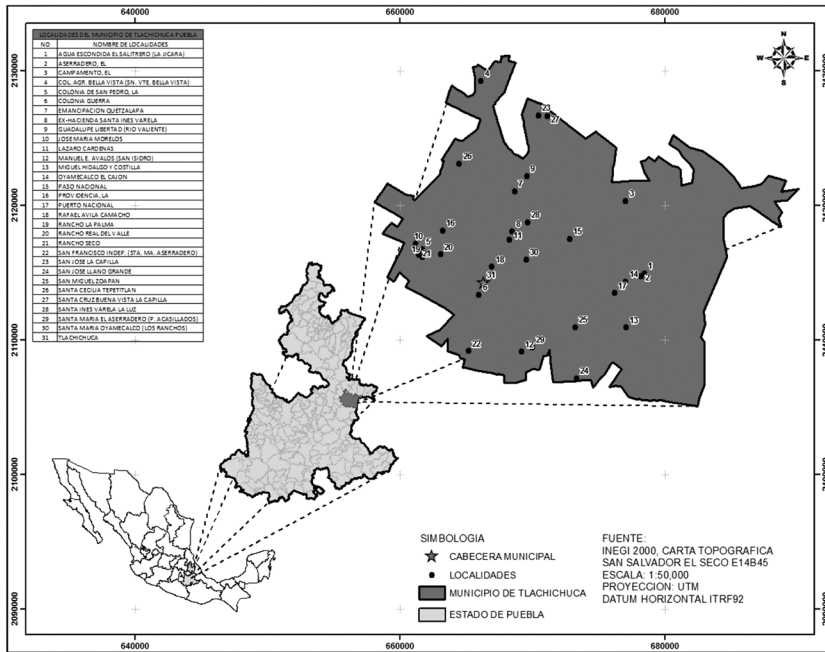 640000 660000 680000
LOCALIDADES DEL MUNICIPIO DE TLACHICHUCA PUEBLA
NO NOMBRE DE LOCALIDADES
1 AGUA ESCONDIDA EL SALITRERO (LA JICARA)
2 ASERRADERO, EL
3 CAMPAMENTO, EL
4 COL. AGR. BELLA VISTA (SN. VTE. BELLA VISTA)
5 COLONIA DE SAN PEDRO, LA
6 COLONIA GUERRA
7 EMANCIPACION QUETZALAPA
8 EX-HACIENDA SANTA INES VARELA
9 GUADALUPE LIBERTAD (RIO VALIENTE)
10 JOSE MARIA MORELOS
11 LAZARO CARDENAS
12 MANUEL E. AVALOS (SAN ISIDRO)
13 MIGUEL HIDALGO Y COSTILLA
14 OYAMECALCO EL CAJON
15 PASO NACIONAL
16 PROVIDENCIA, LA
17 PUERTO NACIONAL
18 RAFAEL AVILA CAMACHO
19 RANCHO LA PALMA
20 RANCHO REAL DEL VALLE
21 RANCHO SECO
22 SAN FRANCISCO INDEP. (STA. MA. ASERRADERO)
23 SAN JOSE LA CAPILLA
24 SAN JOSE LLANO GRANDE
25 SAN MIGUEL ZOAPAN
26 SANTA CECILIA TEPETITLAN
27 SANTA CRUZ BUENA VISTA LA CAPILLA
28 SANTA INES VARELA LA LUZ
29 SANTA MARIA EL ASERRADERO (P. ACASILLADOS)
30 SANTA MARIA OYAMECALCO (LOS RANCHOS)
31 TLACHICHUCA
N
W E
S
2130000
2120000
2110000
2100000
2090000
2130000
2120000
2110000
2100000
2090000
4
23
27
26
9
7
3
28
16
8
11
15
10
5
19
21
20
30
18
31
6
1
14
2
17
25
13
22
12
29
24
SIMBOLOGIA
CABECERA MUNICIPAL
LOCALIDADES
MUNICIPIO DE TLACHICHUCA
ESTADO DE PUEBLA
FUENTE:
INEGI 2000, CARTA TOPOGRAFICA
SAN SALVADOR EL SECO E14B45
ESCALA: 1:50,000
PROYECCION: UTM
DATUM HORIZONTAL ITRF92
640000 660000 680000